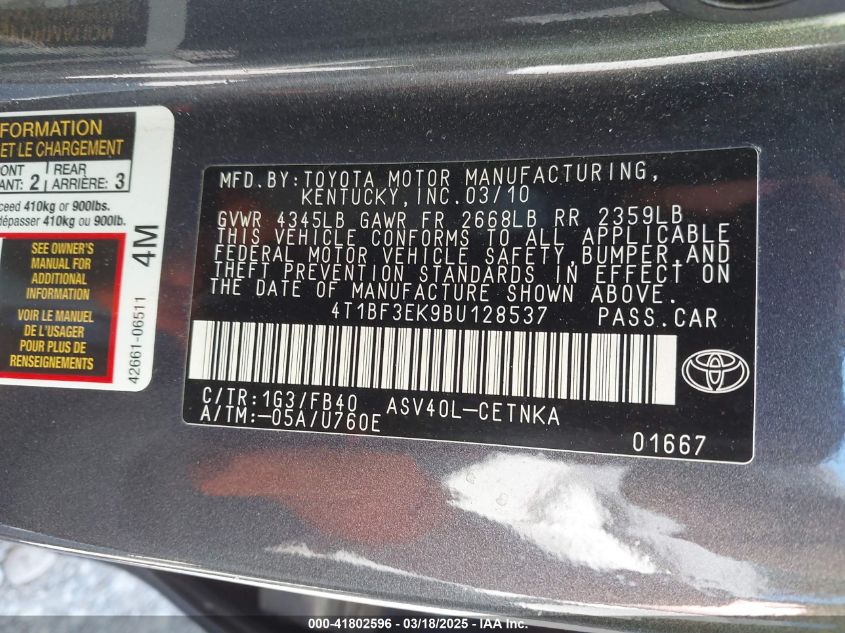 FORMATION
ET LE CHARGEMENT
ONT
ANT: 2
REAR
ARRIÈRE: 3
ceed 410kg or 900lbs.
dépasser 410kg ou 900lb.
SEE OWNER'S
MANUAL FOR
ADDITIONAL
INFORMATION
VOIR LE MANUEL
DE L'USAGER
POUR PLUS DE
RENSEIGNEMENTS
4M
42661-06511
MFD.BY:TOYOTA MOTOR MANUFACTURING,
KENTUCKY, INC.03/10
GVWR 4345LB GAWR FR 2668LB RR 2359LB
THIS VEHICLE CONFORMS TO ALL APPLICABLE
FEDERAL MOTOR VEHICLE SAFETY,BUMPER,AND
THEFT PREVENTION STANDARDS IN EFFECT ON
THE DATE OF MANUFACTURE SHOWN ABOVE.
4T1BF3EK9BU128537 PASS.CAR
C/TR:1G3/FB40 ASV40L-CETNKA
A/TM:-05A/U760E
01667
000-41802596 - 03/18/2025 - IAA Inc.